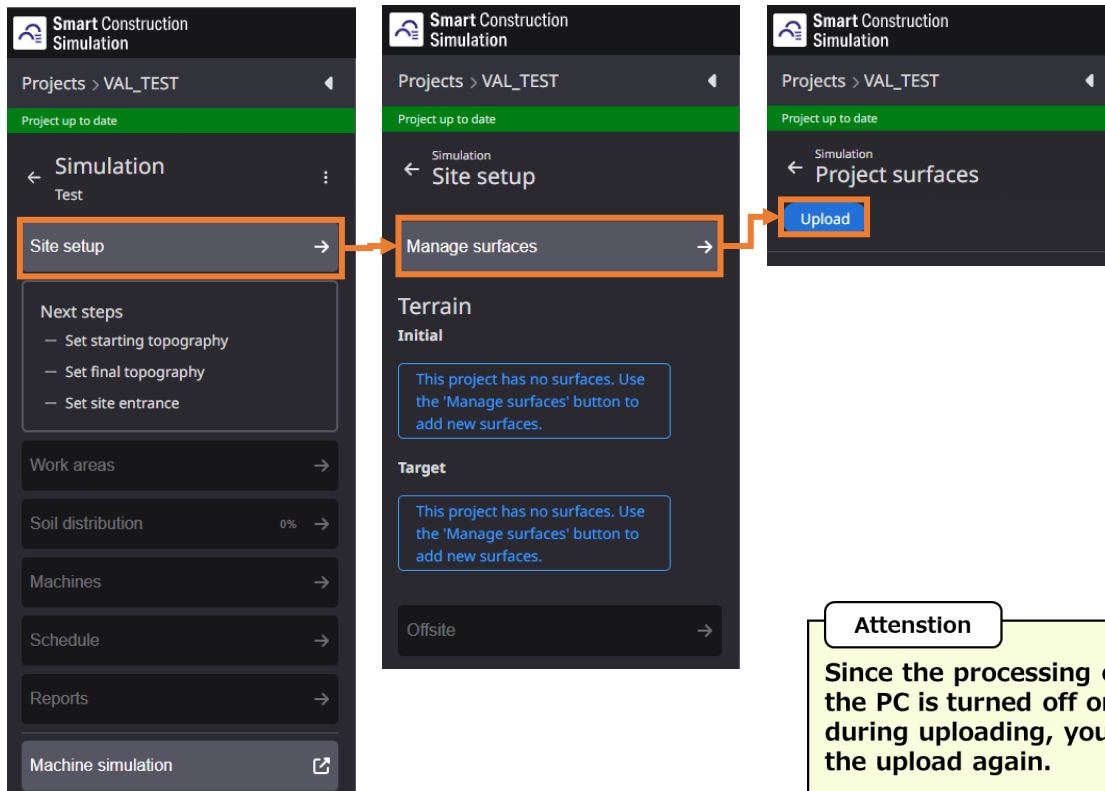 Smart Construction
Simulation
Projects > VAL_TEST
Project up to date
Simulation
Test
Site setup
Next steps
— Set starting topography
— Set final topography
— Set site entrance
Work areas
Soil distribution 0%
Machines
Schedule
Reports
Machine simulation
Smart Construction
Simulation
Projects > VAL_TEST
Project up to date
Simulation
Site setup
Manage surfaces
Terrain
Initial
This project has no surfaces. Use
the 'Manage surfaces' button to
add new surfaces.
Target
This project has no surfaces. Use
the 'Manage surfaces' button to
add new surfaces.
Offsite
Smart Construction
Simulation
Projects > VAL_TEST
Project up to date
Simulation
Project surfaces
Upload
Attenstion
Since the processing
the PC is turned off
during uploading, you
the upload again.